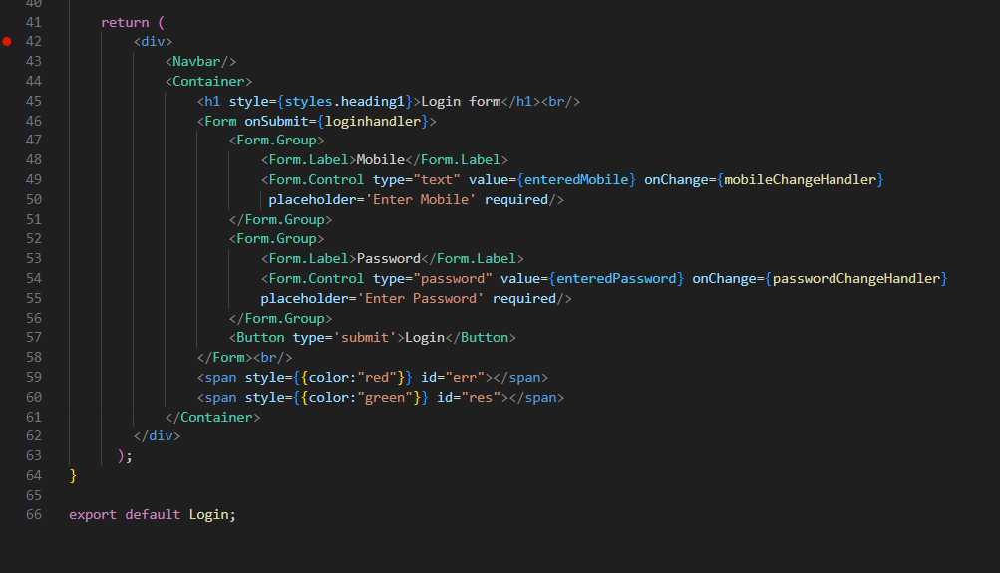 40
41 return (
42 <div>
43 <Navbar/>
44 <Container>
45 <h1 style={styles.heading1}>Login form</h1><br/>
46 <Form onSubmit={loginhandler}>
47 <Form.Group>
48 <Form.Label>Mobile</Form.Label>
49 <Form.Control type="text" value={enteredMobile} onChange={mobileChangeHandler}
50 placeholder='Enter Mobile' required/>
51 </Form.Group>
52 <Form.Group>
53 <Form.Label>Password</Form.Label>
54 <Form.Control type="password" value={enteredPassword} onChange={passwordChangeHandler}
55 placeholder='Enter Password' required/>
56 </Form.Group>
57 <Button type='submit'>Login</Button>
58 </Form><br/>
59 <span style={{color:"red"}} id="err"></span>
60 <span style={{color:"green"}} id="res"></span>
61 </Container>
62 </div>
63 );
64 }
65
66 export default Login;